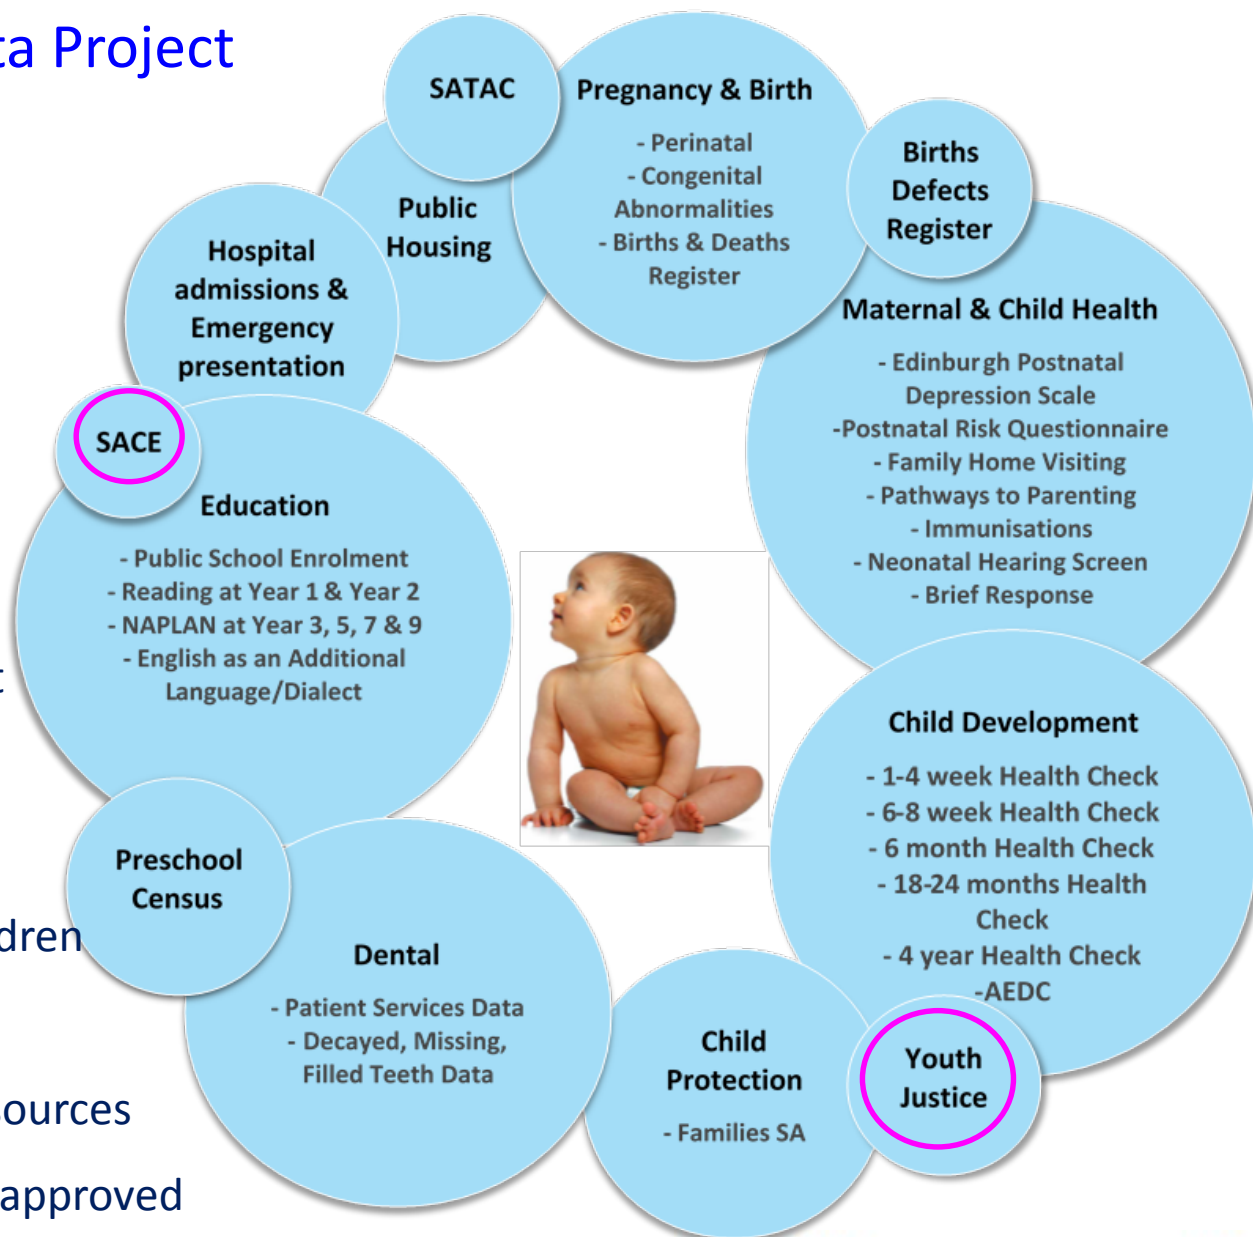 ta Project
SATAC
Pregnancy & Birth
- Perinatal
- Congenital
Abnormalities
- Births & Deaths
Register
Births
Defects
Register
Public
Housing
Hospital
admissions &
Emergency
presentation
Maternal & Child Health
- Edinburgh Postnatal
Depression Scale
-Postnatal Risk Questionnaire
- Family Home Visiting
- Pathways to Parenting
- Immunisations
- Neonatal Hearing Screen
- Brief Response
SACE
Education
- Public School Enrolment
- Reading at Year 1 & Year 2
- NAPLAN at Year 3, 5, 7 & 9
- English as an Additional
Language/Dialect
t
Child Development
- 1-4 week Health Check
- 6-8 week Health Check
- 6 month Health Check
- 18-24 months Health
Check
- 4 year Health Check
-AEDC
Preschool
Census
dren
Dental
- Patient Services Data
- Decayed, Missing,
Filled Teeth Data
Child
Protection
- Families SA
Youth
Justice
sources
approved